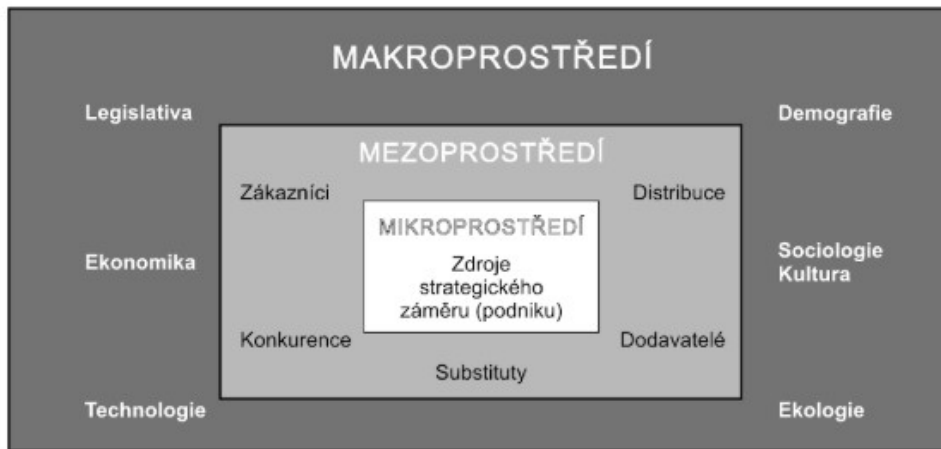 MAKROPROSTŘEDÍ
Legislativa
Demografie
MEZOPROSTŘEDÍ
Zákazníci
Distribuce
MIKROPROSTŘEDÍ
Zdroje
strategického
záměru (podniku)
Ekonomika
Sociologie
Kultura
Konkurence
Dodavatelé
Substituty
Technologie
Ekologie